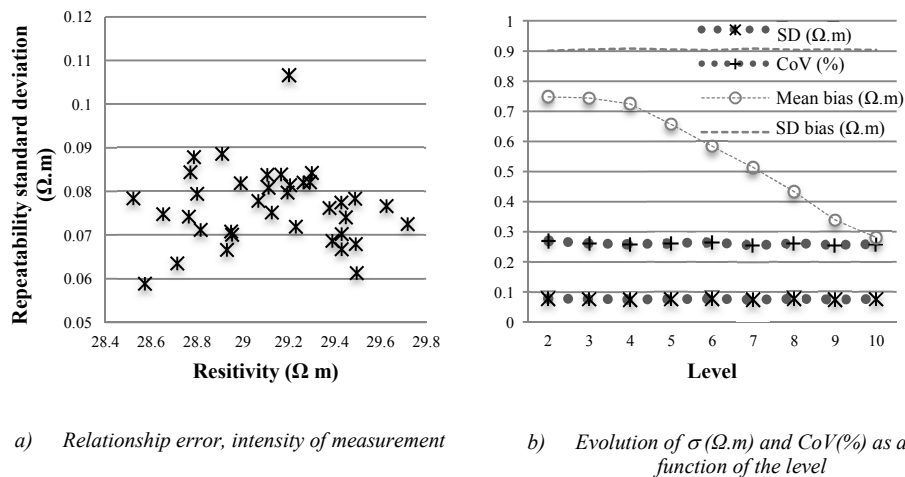 Repeatability standard deviation
(Ω.m)
0.12
0.11
0.1
0.09
0.08
0.07
0.06
0.05
28.4 28.6 28.8 29 29.2 29.4 29.6 29.8
Resitivity (Ω m)
a) Relationship error, intensity of measurement
1
0.9
0.8
0.7
0.6
0.5
0.4
0.3
0.2
0.1
0
SD (Ω.m)
CoV (%)
Mean bias (Ω.m)
SD bias (Ω.m)
2 3 4 5 6 7 8 9 10
Level
b) Evolution of σ (Ω.m) and CoV(%) as a
function of the level